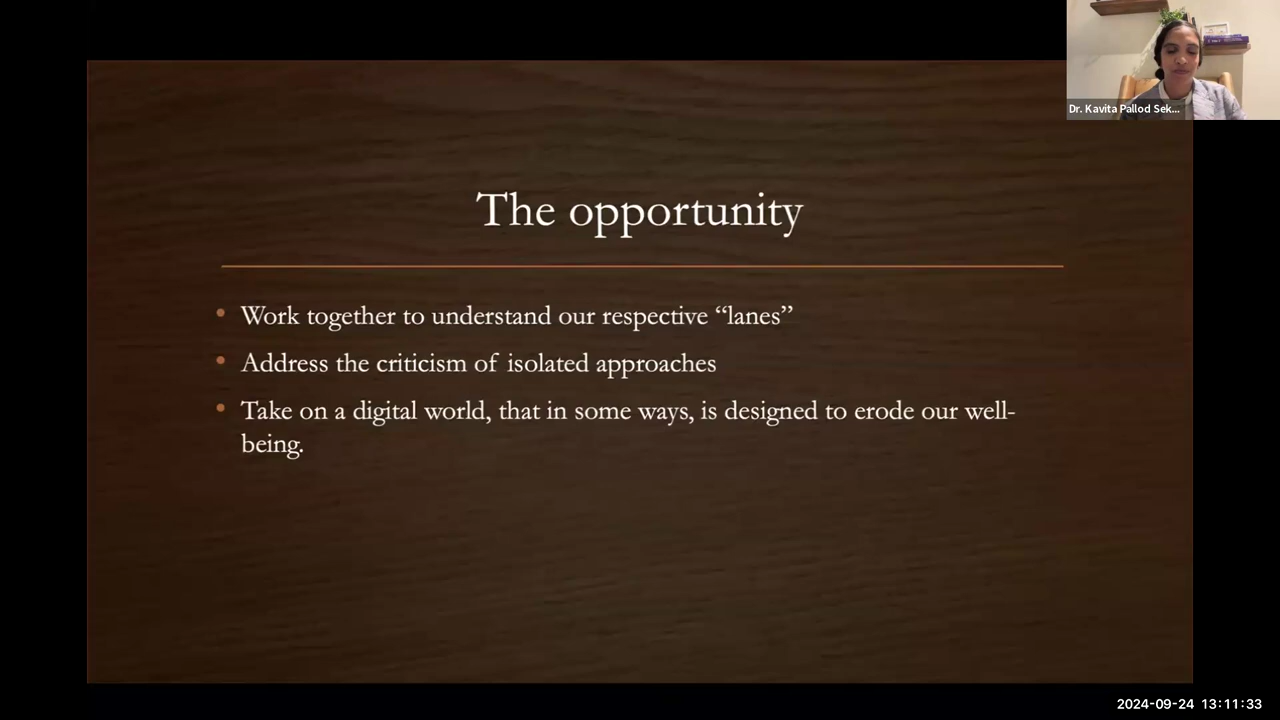 Dr. Kavita Pallod Sek...
The opportunity
• Work together to understand our respective “lanes”
• Address the criticism of isolated approaches
• Take on a digital world, that in some ways, is designed to erode our well-
being.
2024-09-24 13:11:33